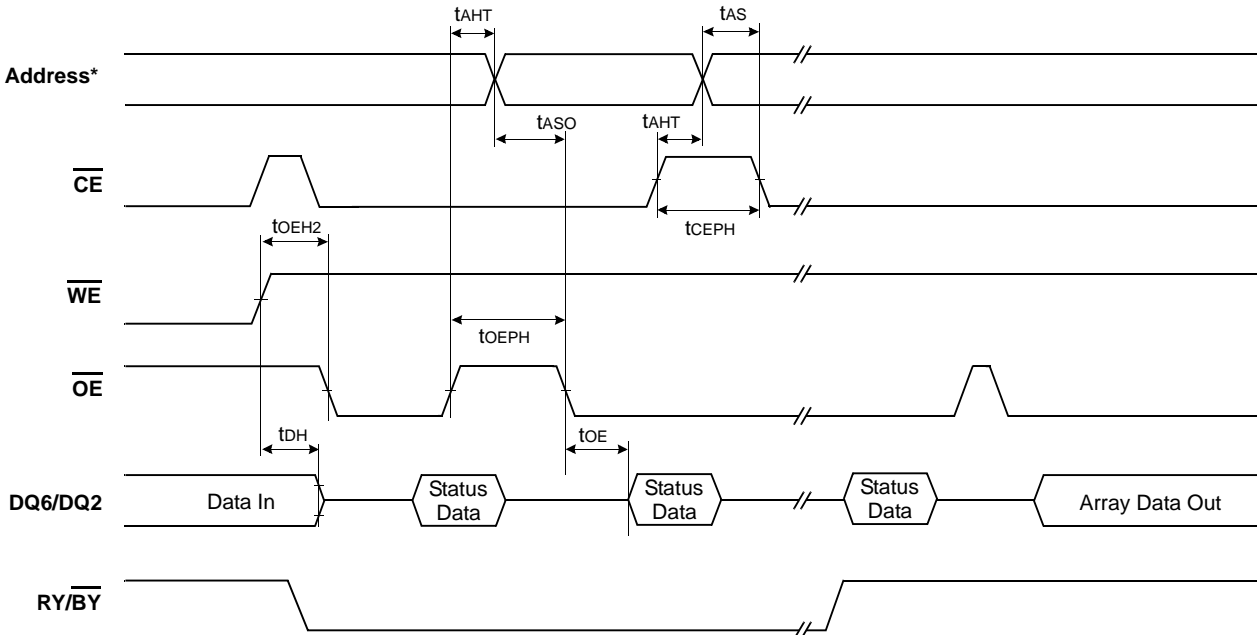 tAHT tAS
Address*
tASO tAHT
CE
tOEH2 tCEPH
WE
tOEPH
OE
tDH tOE
DQ6/DQ2 Data In Status Data Status Data Status Data Array Data Out
RY/BY